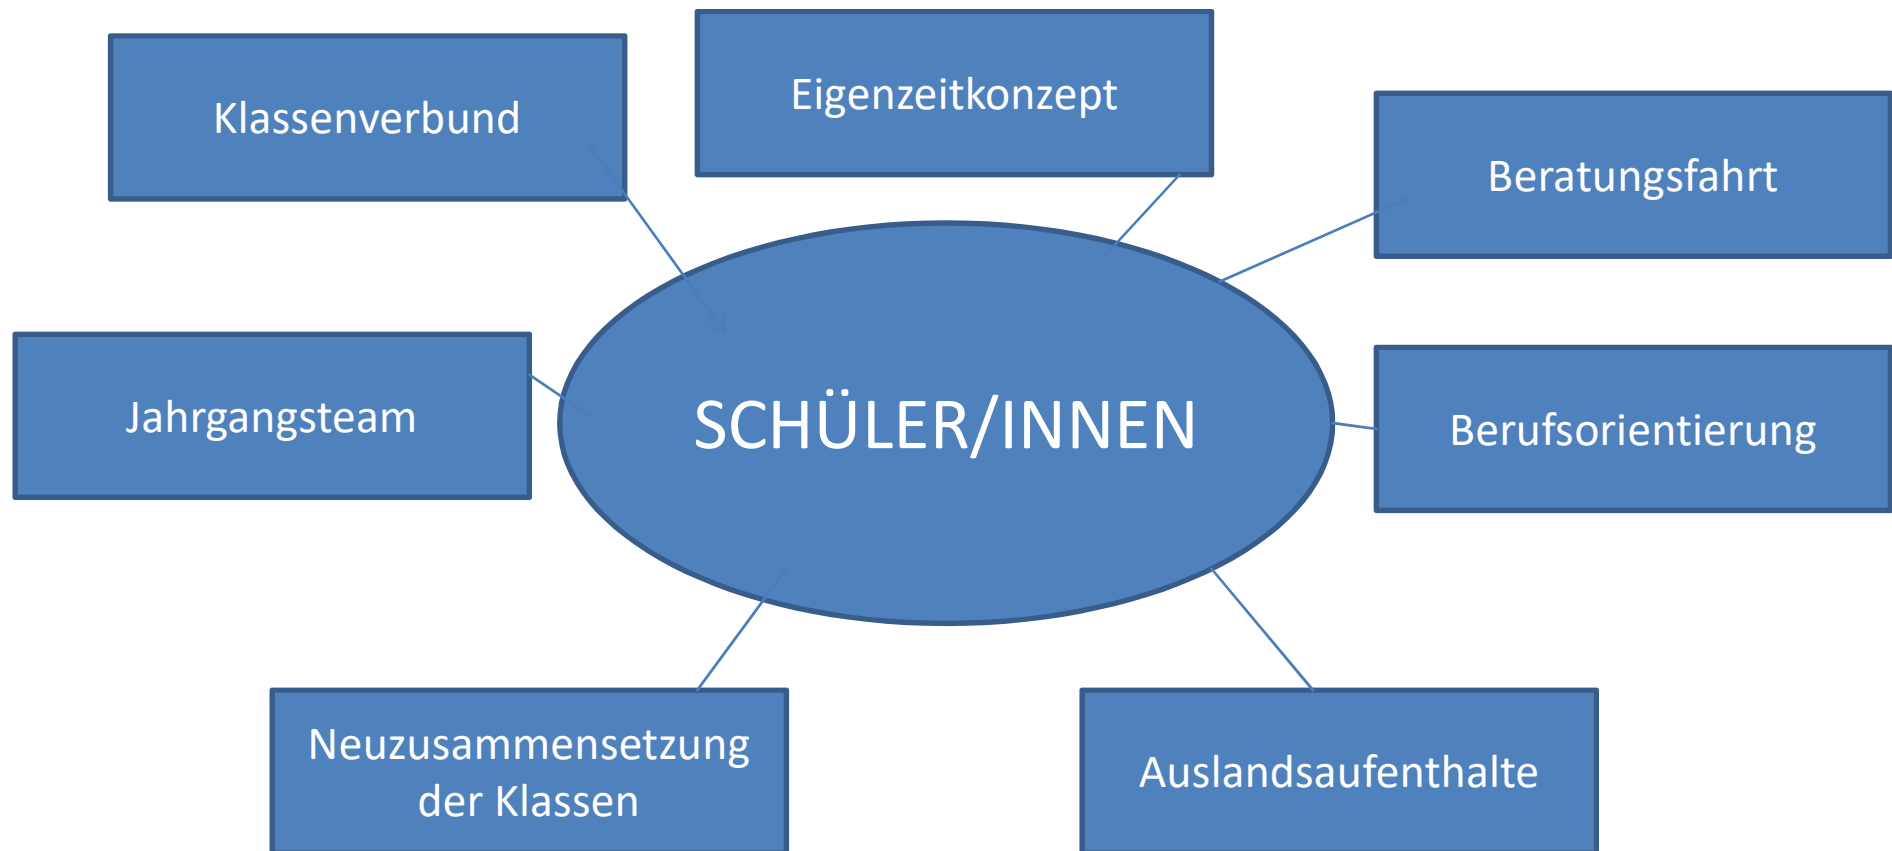 Klassenverbund
Eigenzeitkonzept
Beratungsfahrt
Jahrgangsteam
SCHÜLER/INNEN
Berufsorientierung
Neuzusammensetzung
der Klassen
Auslandsaufenthalte